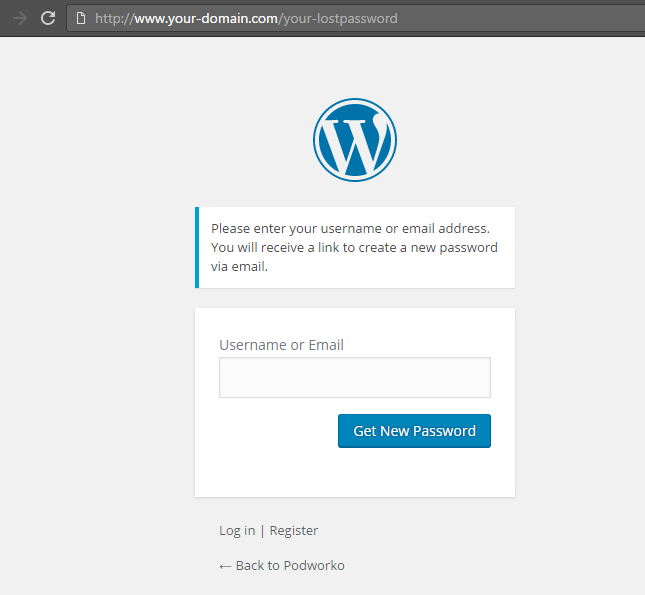 http://www.your-domain.com/your-lostpassword
W
Please enter your username or email address.
You will receive a link to create a new password
via email.
Username or Email
Get New Password
Log in | Register
← Back to Podworko